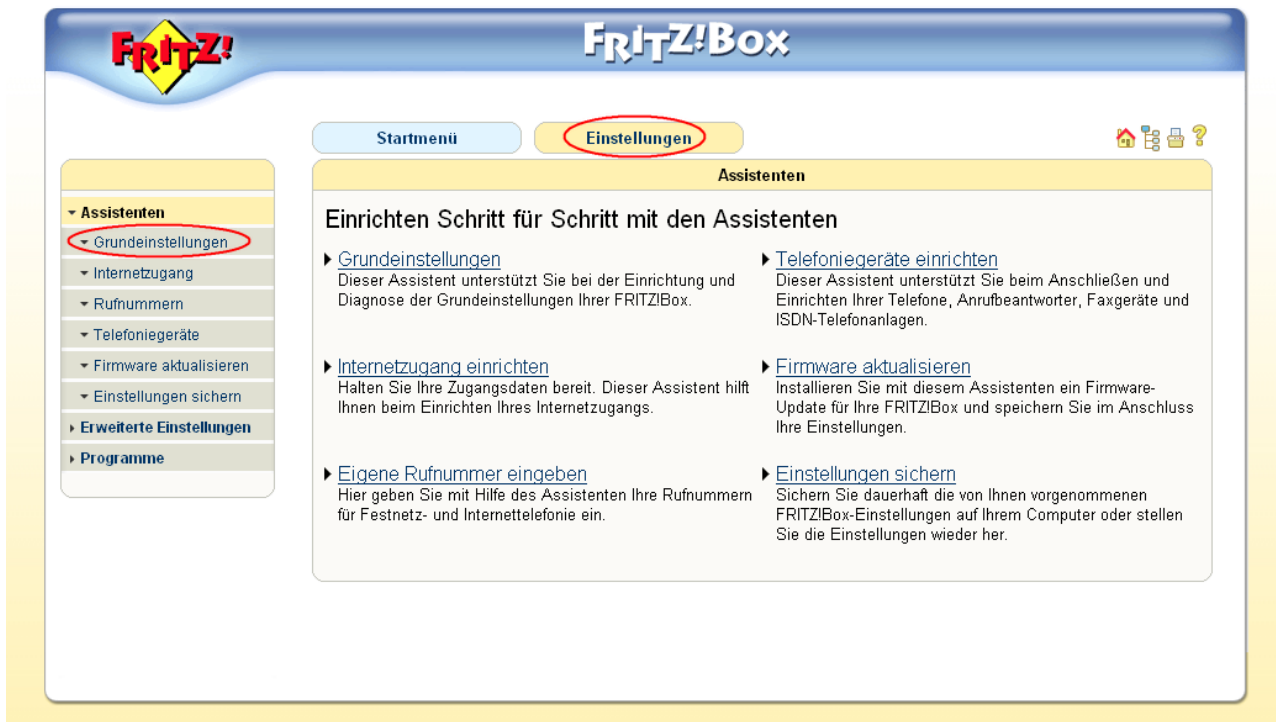 FRITZ!
FRITZ!Box
Startmenü
Einstellungen
Assistenten
Grundeinstellungen
Internetzugang
Rufnummern
Telefoniegeräte
Firmware aktualisieren
Einstellungen sichern
Erweiterte Einstellungen
Programme
Assistenten
Einrichten Schritt für Schritt mit den Assistenten
Grundeinstellungen
Dieser Assistent unterstützt Sie bei der Einrichtung und
Diagnose der Grundeinstellungen Ihrer FRITZ!Box.
Telefoniegeräte einrichten
Dieser Assistent unterstützt Sie beim Anschließen und
Einrichten Ihrer Telefone, Anrufbeantworter, Faxgeräte und
ISDN-Telefonanlagen.
Internetzugang einrichten
Halten Sie Ihre Zugangsdaten bereit. Dieser Assistent hilft
Ihnen beim Einrichten Ihres Internetzugangs.
Firmware aktualisieren
Installieren Sie mit diesem Assistenten ein Firmware-
Update für Ihre FRITZ!Box und speichern Sie im Anschluss
Ihre Einstellungen.
Eigene Rufnummer eingeben
Hier geben Sie mit Hilfe des Assistenten Ihre Rufnummern
für Festnetz- und Internettelefonie ein.
Einstellungen sichern
Sichern Sie dauerhaft die von Ihnen vorgenommenen
FRITZ!Box-Einstellungen auf Ihrem Computer oder stellen
Sie die Einstellungen wieder her.